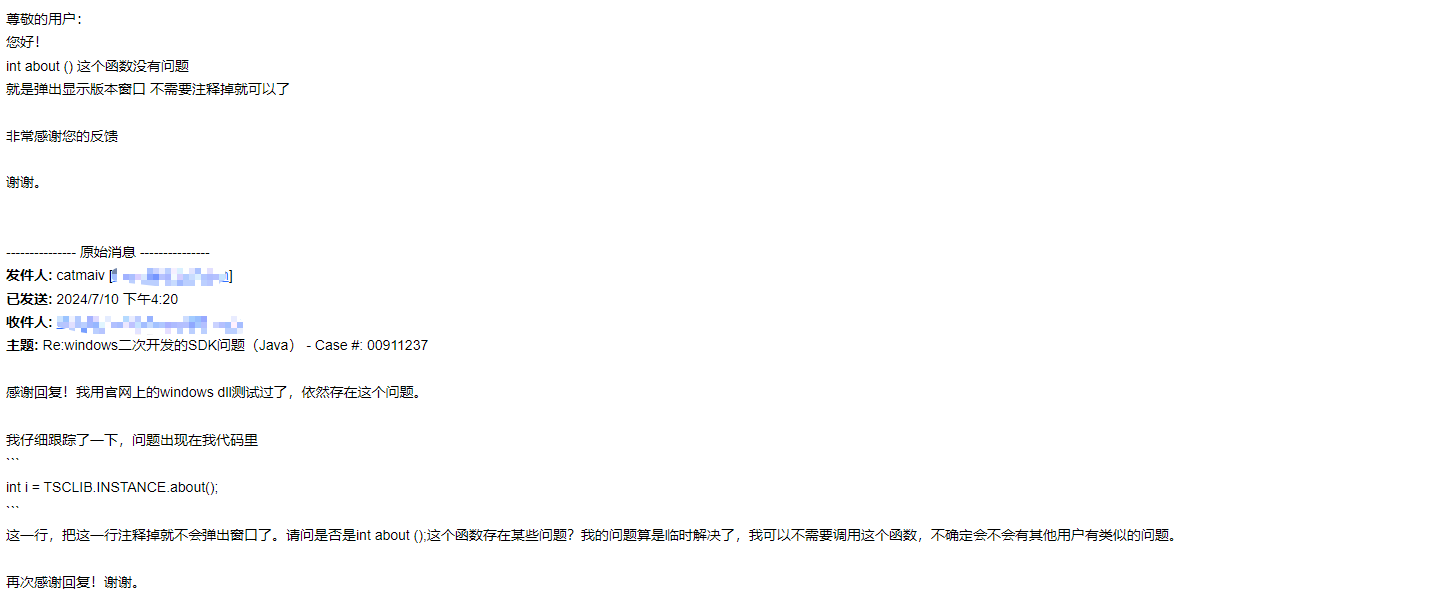 尊敬的用户：
您好！
int about () 这个函数没有问题
就是弹出显示版本窗口 不需要注释掉就可以了
非常感谢您的反馈
谢谢。
--------------- 原始消息 ---------------
发件人: catmaiv [ ]
已发送: 2024/7/10 下午4:20
收件人:
主题: Re:windows二次开发的SDK问题（Java） - Case #: 00911237
感谢回复！我用官网上的windows dll测试过了，依然存在这个问题。
我仔细跟踪了一下，问题出现在我代码里
```
int i = TSCLIB.INSTANCE.about();
```
这一行，把这一行注释掉就不会弹出窗口了。请问是否是int about ();这个函数存在某些问题？我的问题算是临时解决了，我可以不需要调用这个函数，不确定会不会有其他用户有类似的问题。
再次感谢回复！谢谢。